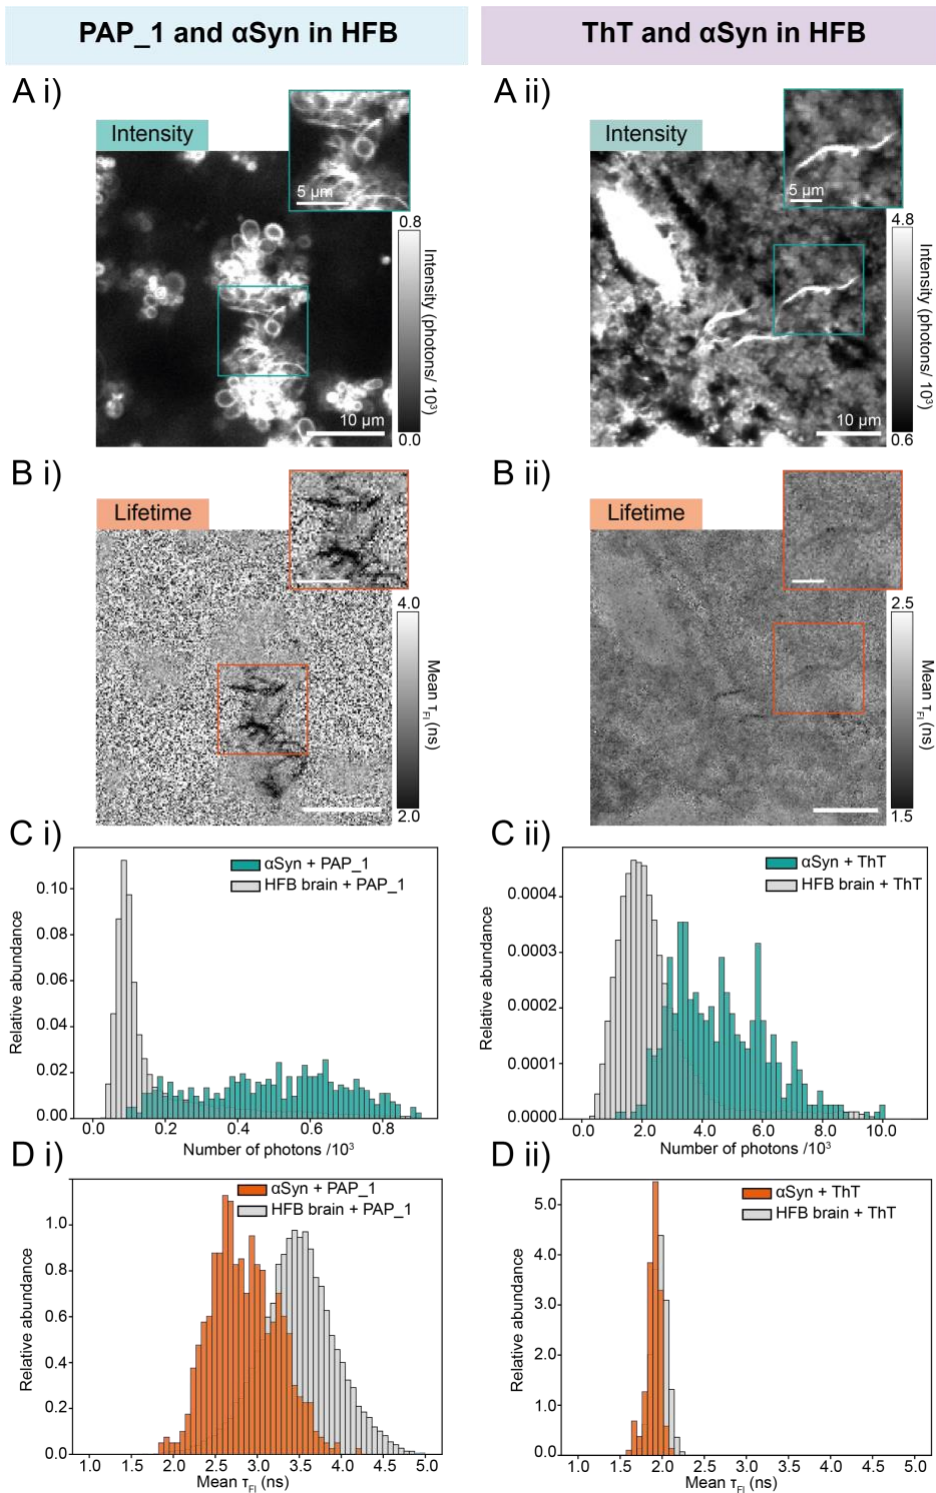 PAP_1 and αSyn in HFB
ThT and αSyn in HFB
A i)
Intensity
5 μm
10 μm
0.8
Intensity (photons/ 10³)
0.0
A ii)
Intensity
5 μm
10 μm
4.8
Intensity (photons/ 10³)
0.6
B i)
Lifetime
4.0
Mean τFl (ns)
2.0
B ii)
Lifetime
2.5
Mean τFl (ns)
1.5
C i)
αSyn + PAP_1
HFB brain + PAP_1
Relative abundance
0.10
0.08
0.06
0.04
0.02
0.00
0.0 0.2 0.4 0.6 0.8
Number of photons /10³
C ii)
αSyn + ThT
HFB brain + ThT
Relative abundance
0.0004
0.0003
0.0002
0.0001
0.0000
0.0 2.0 4.0 6.0 8.0 10.0
Number of photons /10³
D i)
αSyn + PAP_1
HFB brain + PAP_1
Relative abundance
1.0
0.8
0.6
0.4
0.2
0.0
1.0 1.5 2.0 2.5 3.0 3.5 4.0 4.5 5.0
Mean τFl (ns)
D ii)
αSyn + ThT
HFB brain + ThT
Relative abundance
5.0
4.0
3.0
2.0
1.0
0.0
1.0 1.5 2.0 2.5 3.0 3.5 4.0 4.5 5.0
Mean τFl (ns)